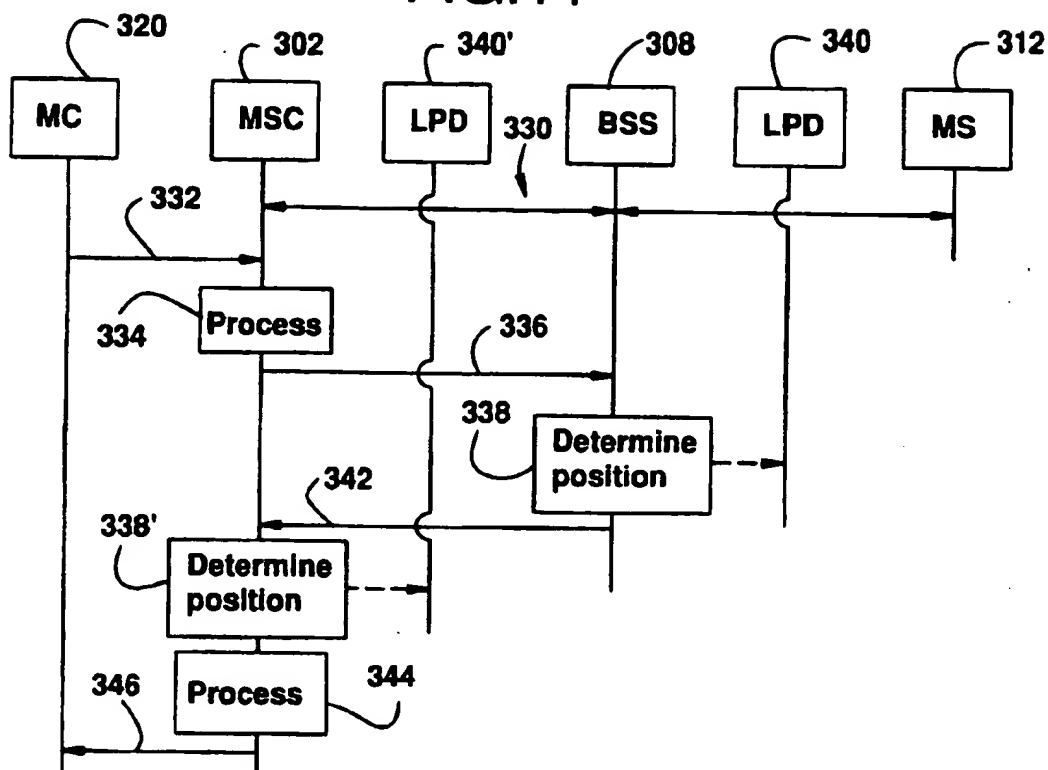 320
302
340'
308
340
312
MC
MSC
LPD
BSS
LPD
MS
330
332
334
Process
336
338
Determine
position
342
338'
Determine
position
Process
344
346